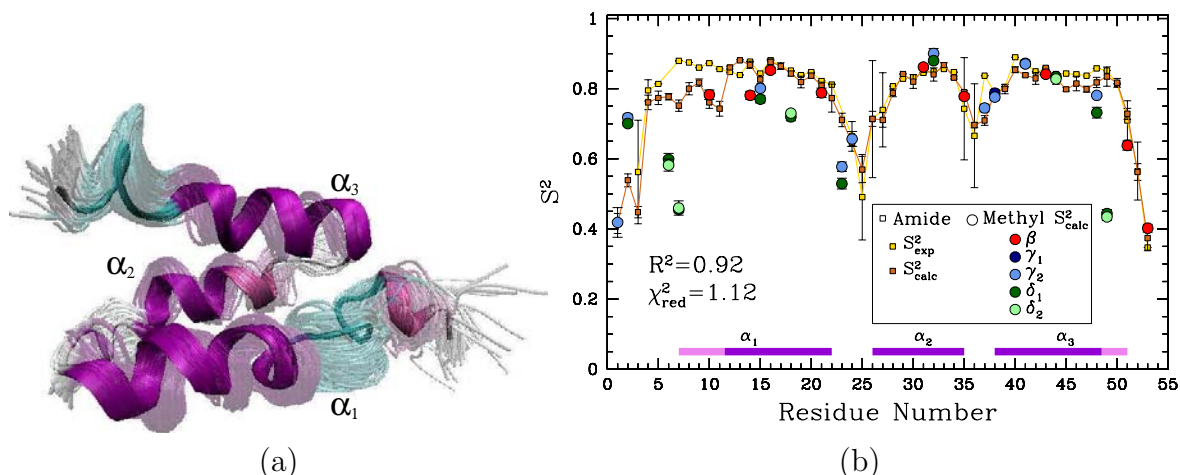 α3
α2
α1
(a)
S²
1
0.8
0.6
0.4
0.2
0
0 5 10 15 20 25 30 35 40 45 50 55
Residue Number
R²=0.92
χ²red=1.12
Amide Methyl S²calc
S²exp
S²calc
β
γ1
γ2
δ1
δ2
α1 α2 α3
(b)